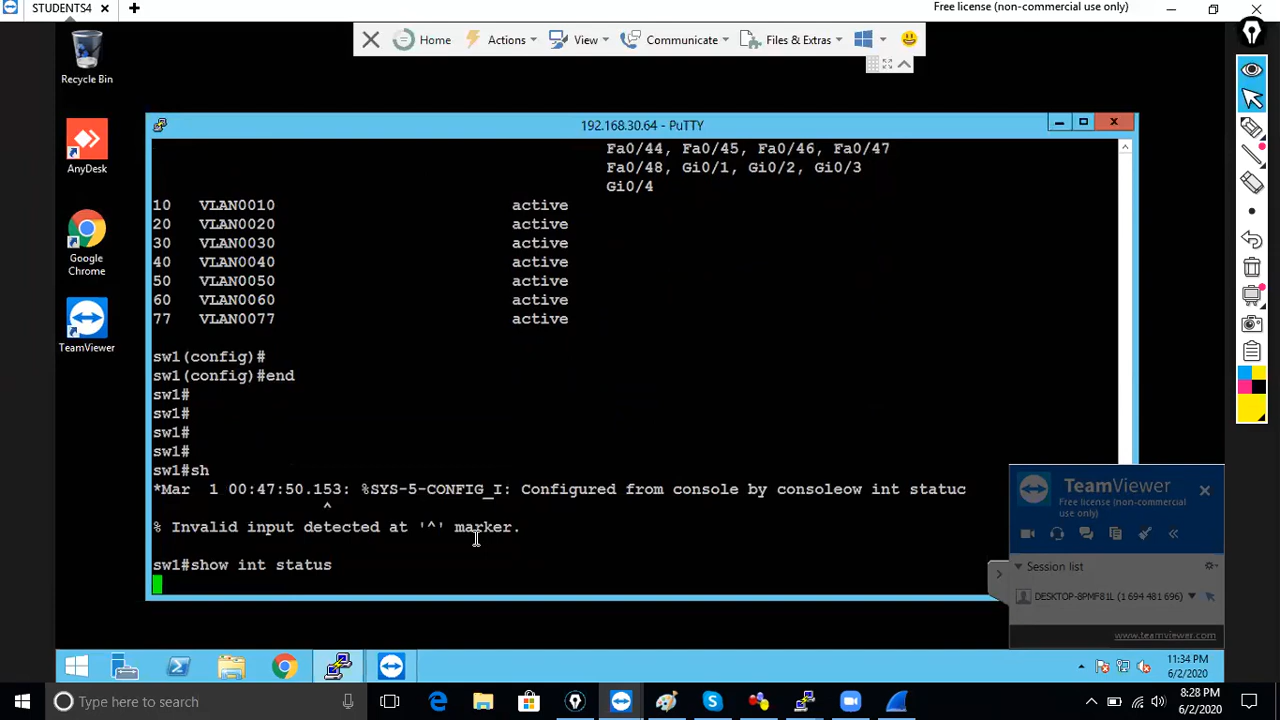 STUDENTS4
Free license (non-commercial use only)
Home
Actions
View
Communicate
Files & Extras
Recycle Bin
AnyDesk
Google
Chrome
TeamViewer
192.168.30.64 - PuTTY
Fa0/44, Fa0/45, Fa0/46, Fa0/47
Fa0/48, Gi0/1, Gi0/2, Gi0/3
Gi0/4
10 VLAN0010 active
20 VLAN0020 active
30 VLAN0030 active
40 VLAN0040 active
50 VLAN0050 active
60 VLAN0060 active
77 VLAN0077 active
sw1(config)#
sw1(config)#end
sw1#
sw1#
sw1#
sw1#
sw1#sh
*Mar 1 00:47:50.153: %SYS-5-CONFIG_I: Configured from console by consoleow int statuc
^
% Invalid input detected at '^' marker.
sw1#show int status
TeamViewer
Free license (non-commercial
use only)
Session list
DESKTOP-8PMF81L (1 694 481 696)
www.teamviewer.com
11:34 PM
6/2/2020
Type here to search
8:28 PM
6/2/2020